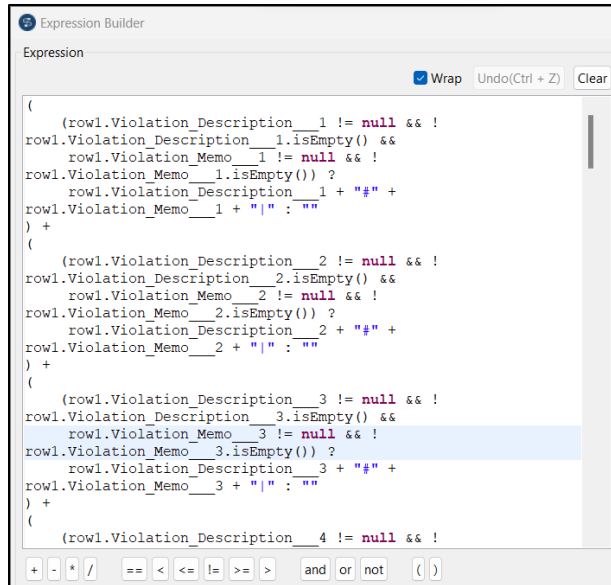 Expression Builder
Expression
Wrap Undo(Ctrl + Z) Clear
(
    (row1.Violation_Description___1 != null && !
row1.Violation_Description___1.isEmpty() &&
     row1.Violation_Memo___1 != null && !
row1.Violation_Memo___1.isEmpty()) ?
     row1.Violation_Description___1 + "#" +
row1.Violation_Memo___1 + "|" : ""
) +
(
    (row1.Violation_Description___2 != null && !
row1.Violation_Description___2.isEmpty() &&
     row1.Violation_Memo___2 != null && !
row1.Violation_Memo___2.isEmpty()) ?
     row1.Violation_Description___2 + "#" +
row1.Violation_Memo___2 + "|" : ""
) +
(
    (row1.Violation_Description___3 != null && !
row1.Violation_Description___3.isEmpty() &&
     row1.Violation_Memo___3 != null && !
row1.Violation_Memo___3.isEmpty()) ?
     row1.Violation_Description___3 + "#" +
row1.Violation_Memo___3 + "|" : ""
) +
(
    (row1.Violation_Description___4 != null && !
+ - * / == < <= != >= > and or not ( )